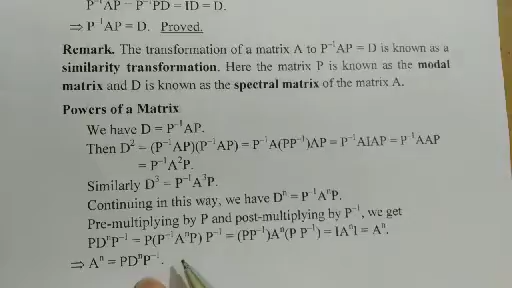 P⁻¹AP = P⁻¹PD = ID = D.
⇒ P⁻¹AP = D. Proved.
Remark. The transformation of a matrix A to P⁻¹AP = D is known as a
similarity transformation. Here the matrix P is known as the modal
matrix and D is known as the spectral matrix of the matrix A.
Powers of a Matrix
We have D = P⁻¹AP.
Then D² = (P⁻¹AP)(P⁻¹AP) = P⁻¹A(PP⁻¹)AP = P⁻¹AIAP = P⁻¹AAP
= P⁻¹A²P.
Similarly D³ = P⁻¹A³P.
Continuing in this way, we have Dⁿ = P⁻¹AⁿP.
Pre-multiplying by P and post-multiplying by P⁻¹, we get
PDⁿP⁻¹ = P(P⁻¹AⁿP) P⁻¹ = (PP⁻¹)Aⁿ(P P⁻¹) = IAⁿI = Aⁿ.
⇒ Aⁿ = PDⁿP⁻¹.